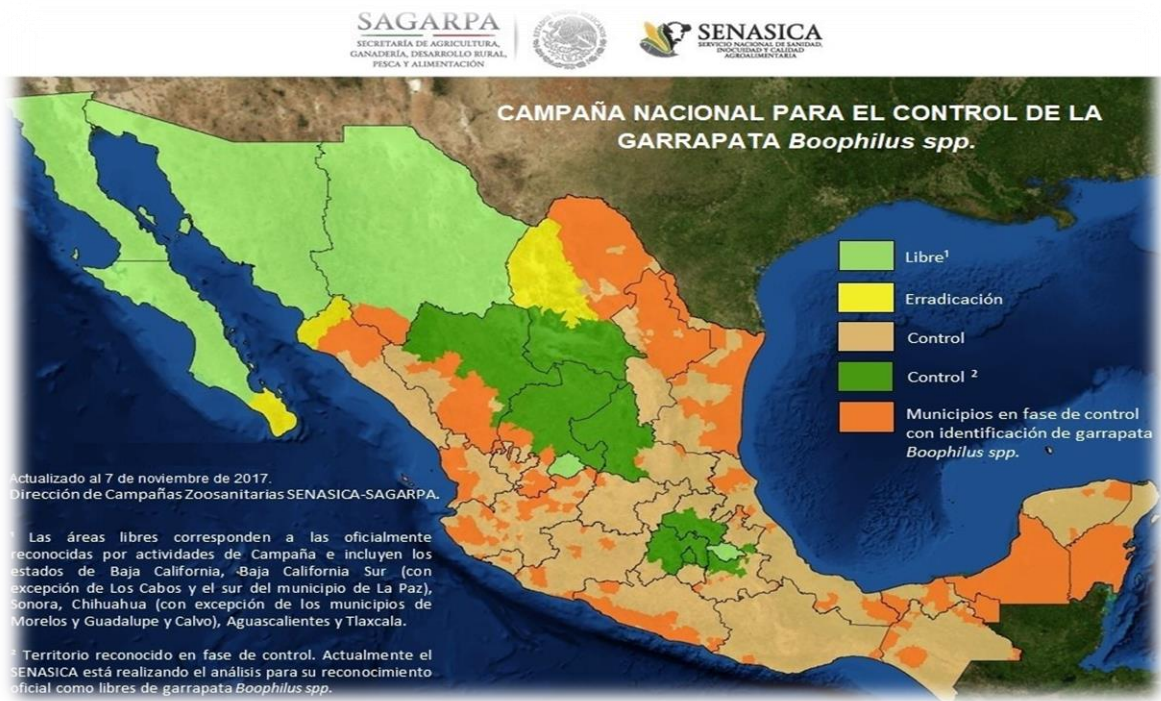 SAGARPA
SECRETARÍA DE AGRICULTURA,
GANADERÍA, DESARROLLO RURAL,
PESCA Y ALIMENTACIÓN
SENASICA
SERVICIO NACIONAL DE SANIDAD,
INOCUIDAD Y CALIDAD
AGROALIMENTARIA
CAMPAÑA NACIONAL PARA EL CONTROL DE LA
GARRAPATA Boophilus spp.
Libre¹
Erradicación
Control
Control ²
Municipios en fase de control
con identificación de garrapata
Boophilus spp.
Actualizado al 7 de noviembre de 2017.
Dirección de Campañas Zoosanitarias SENASICA-SAGARPA.
¹ Las áreas libres corresponden a las oficialmente
reconocidas por actividades de Campaña e incluyen los
estados de Baja California, Baja California Sur (con
excepción de Los Cabos y el sur del municipio de La Paz),
Sonora, Chihuahua (con excepción de los municipios de
Morelos y Guadalupe y Calvo), Aguascalientes y Tlaxcala.
² Territorio reconocido en fase de control. Actualmente el
SENASICA está realizando el análisis para su reconocimiento
oficial como libres de garrapata Boophilus spp.